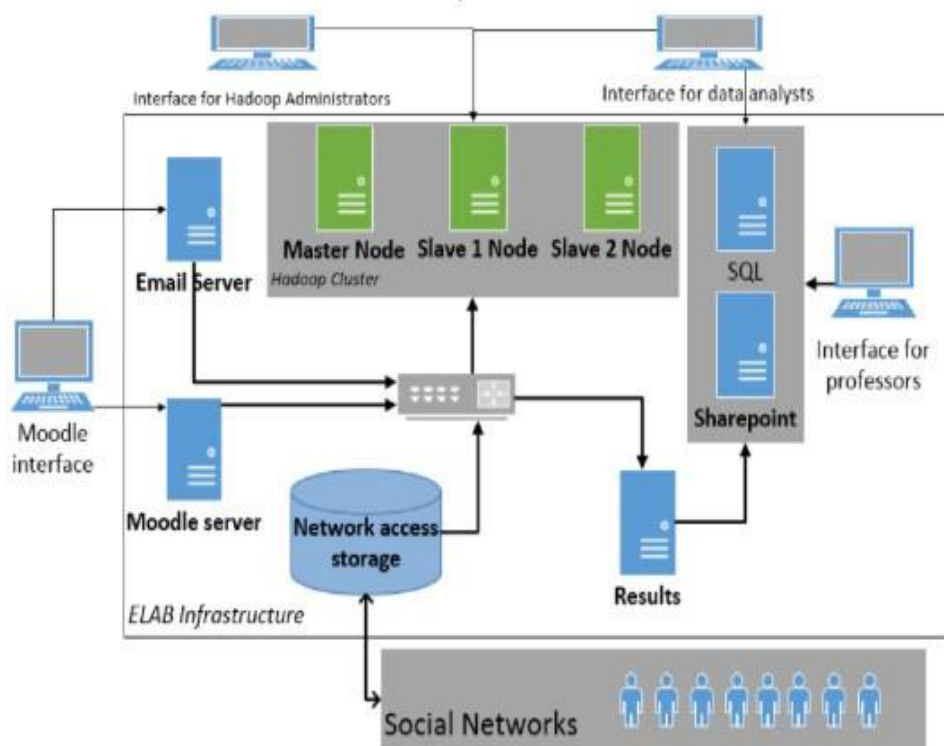 Interface for Hadoop Administrators
Interface for data analysts
Master Node
Slave 1 Node
Slave 2 Node
Hadoop Cluster
Email Server
SQL
Interface for
professors
Sharepoint
Moodle
interface
Moodle server
Network access
storage
Results
ELAB Infrastructure
Social Networks